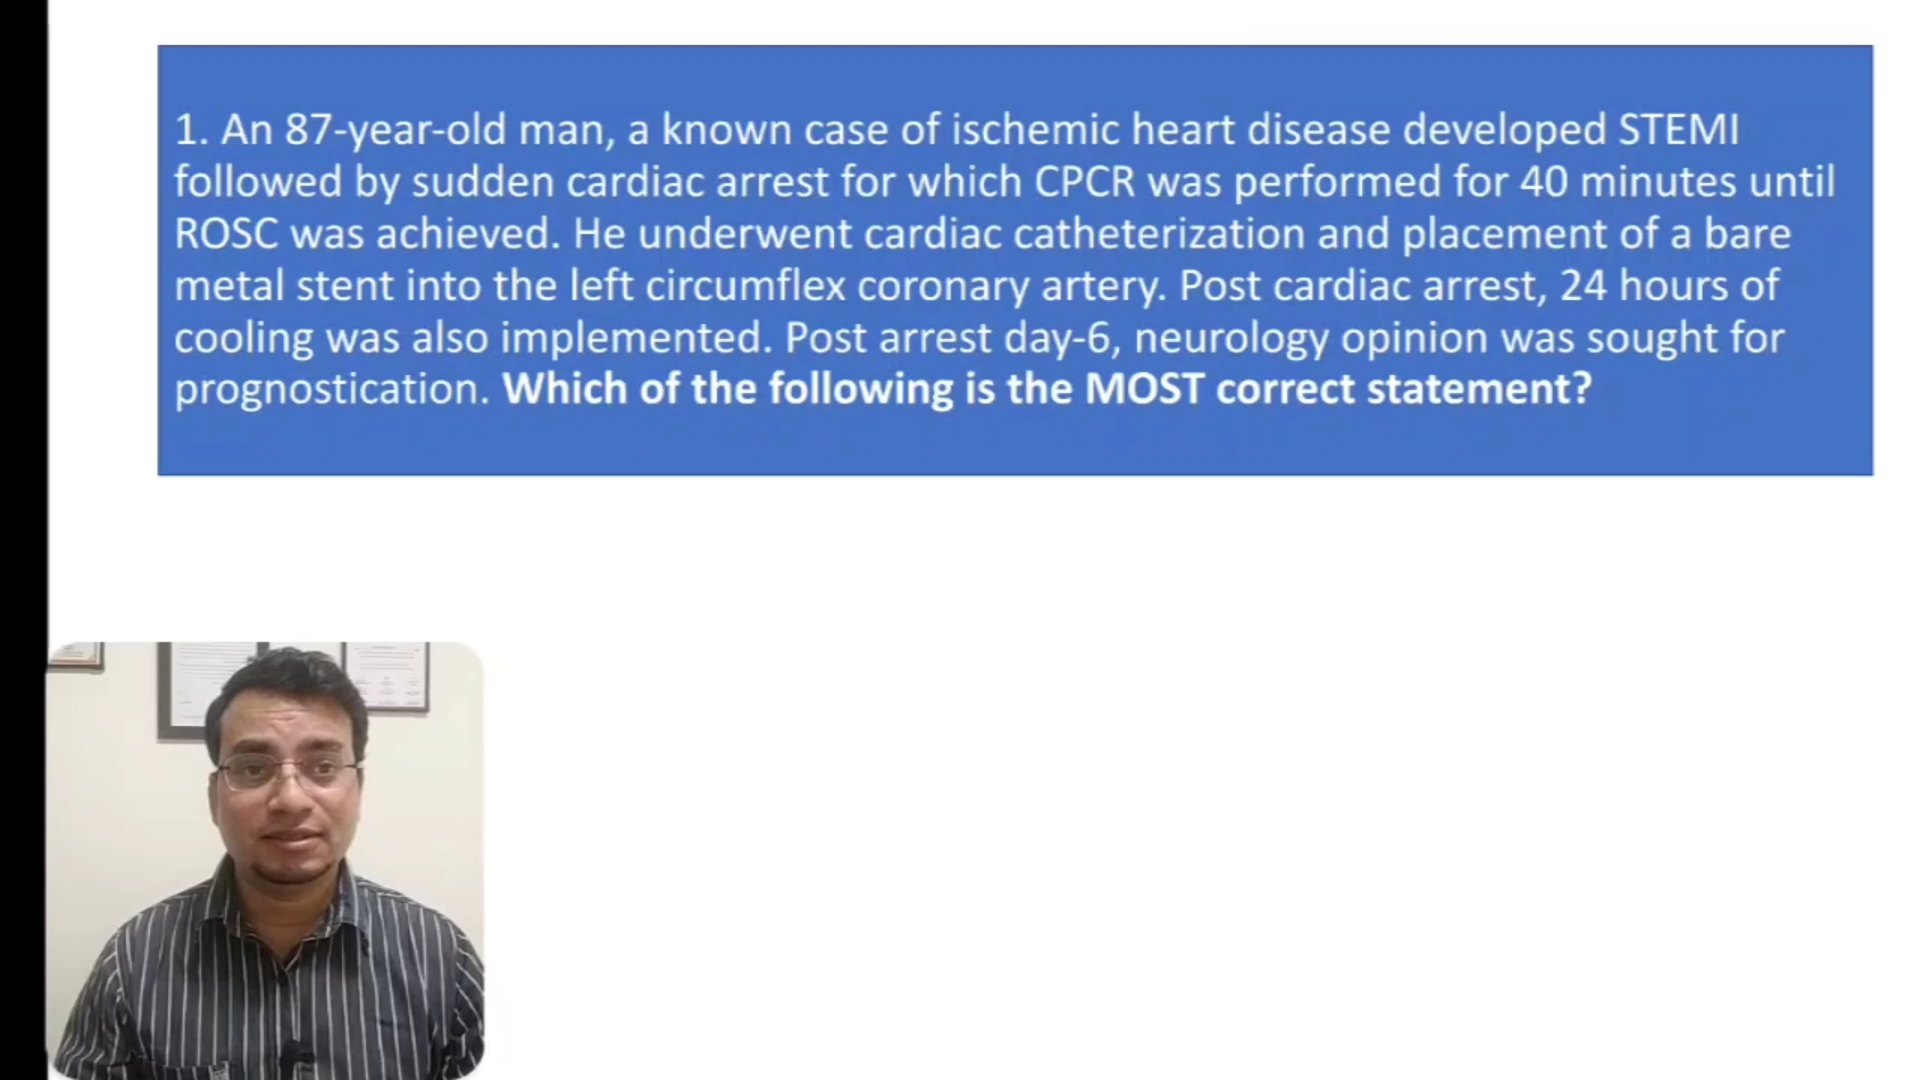 1. An 87-year-old man, a known case of ischemic heart disease developed STEMI
followed by sudden cardiac arrest for which CPCR was performed for 40 minutes until
ROSC was achieved. He underwent cardiac catheterization and placement of a bare
metal stent into the left circumflex coronary artery. Post cardiac arrest, 24 hours of
cooling was also implemented. Post arrest day-6, neurology opinion was sought for
prognostication. Which of the following is the MOST correct statement?